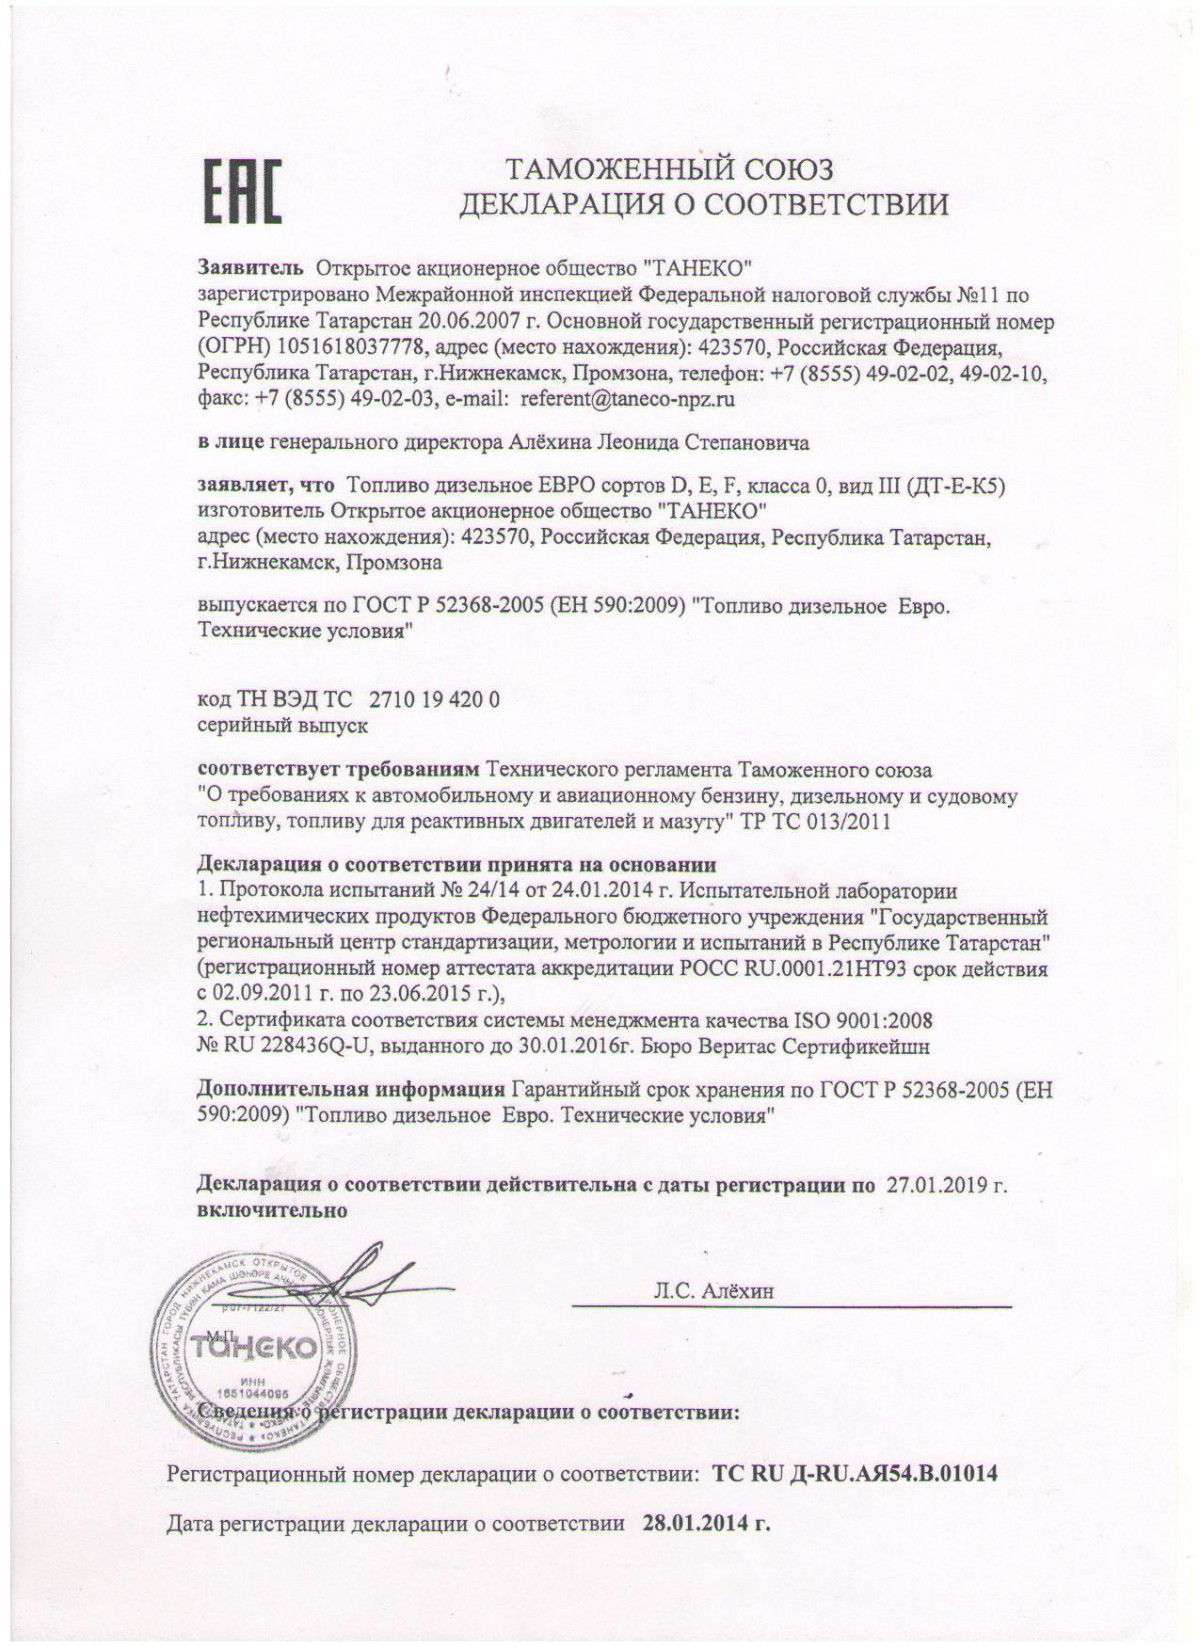 EAC
ТАМОЖЕННЫЙ СОЮЗ
ДЕКЛАРАЦИЯ О СООТВЕТСТВИИ
Заявитель Открытое акционерное общество "ТАНЕКО"
зарегистрировано Межрайонной инспекцией Федеральной налоговой службы №11 по
Республике Татарстан 20.06.2007 г. Основной государственный регистрационный номер
(ОГРН) 1051618037778, адрес (место нахождения): 423570, Российская Федерация,
Республика Татарстан, г.Нижнекамск, Промзона, телефон: +7 (8555) 49-02-02, 49-02-10,
факс: +7 (8555) 49-02-03, e-mail: referent@taneco-npz.ru
в лице генерального директора Алёхина Леонида Степановича
заявляет, что Топливо дизельное ЕВРО сортов D, E, F, класса 0, вид III (ДТ-Е-К5)
изготовитель Открытое акционерное общество "ТАНЕКО"
адрес (место нахождения): 423570, Российская Федерация, Республика Татарстан,
г.Нижнекамск, Промзона
выпускается по ГОСТ Р 52368-2005 (ЕН 590:2009) "Топливо дизельное Евро.
Технические условия"
код ТН ВЭД ТС 2710 19 420 0
серийный выпуск
соответствует требованиям Технического регламента Таможенного союза
"О требованиях к автомобильному и авиационному бензину, дизельному и судовому
топливу, топливу для реактивных двигателей и мазуту" ТР ТС 013/2011
Декларация о соответствии принята на основании
1. Протокола испытаний № 24/14 от 24.01.2014 г. Испытательной лаборатории
нефтехимических продуктов Федерального бюджетного учреждения "Государственный
региональный центр стандартизации, метрологии и испытаний в Республике Татарстан"
(регистрационный номер аттестата аккредитации РОСС RU.0001.21НТ93 срок действия
с 02.09.2011 г. по 23.06.2015 г.),
2. Сертификата соответствия системы менеджмента качества ISO 9001:2008
№ RU 228436Q-U, выданного до 30.01.2016г. Бюро Веритас Сертификейшн
Дополнительная информация Гарантийный срок хранения по ГОСТ Р 52368-2005 (ЕН
590:2009) "Топливо дизельное Евро. Технические условия"
Декларация о соответствии действительна с даты регистрации по 27.01.2019 г.
включительно
Л.С. Алёхин
М.П.
ТАНЕКО
ИНН
1651044095
РЕСПУБЛИКА ТАТАРСТАН ГОРОД НИЖНЕКАМСК ОТКРЫТОЕ АКЦИОНЕРНОЕ ОБЩЕСТВО «ТАНЕКО»
Сведения о регистрации декларации о соответствии:
Регистрационный номер декларации о соответствии: ТС RU Д-RU.АЯ54.В.01014
Дата регистрации декларации о соответствии 28.01.2014 г.